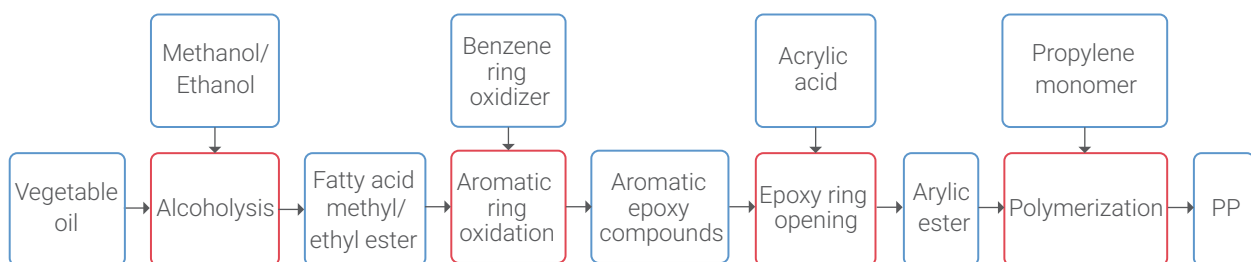 Methanol/
Ethanol
Benzene
ring
oxidizer
Acrylic
acid
Propylene
monomer
Vegetable
oil
Alcoholysis
Fatty acid
methyl/
ethyl ester
Aromatic
ring
oxidation
Aromatic
epoxy
compounds
Epoxy ring
opening
Arylic
ester
Polymerization
PP